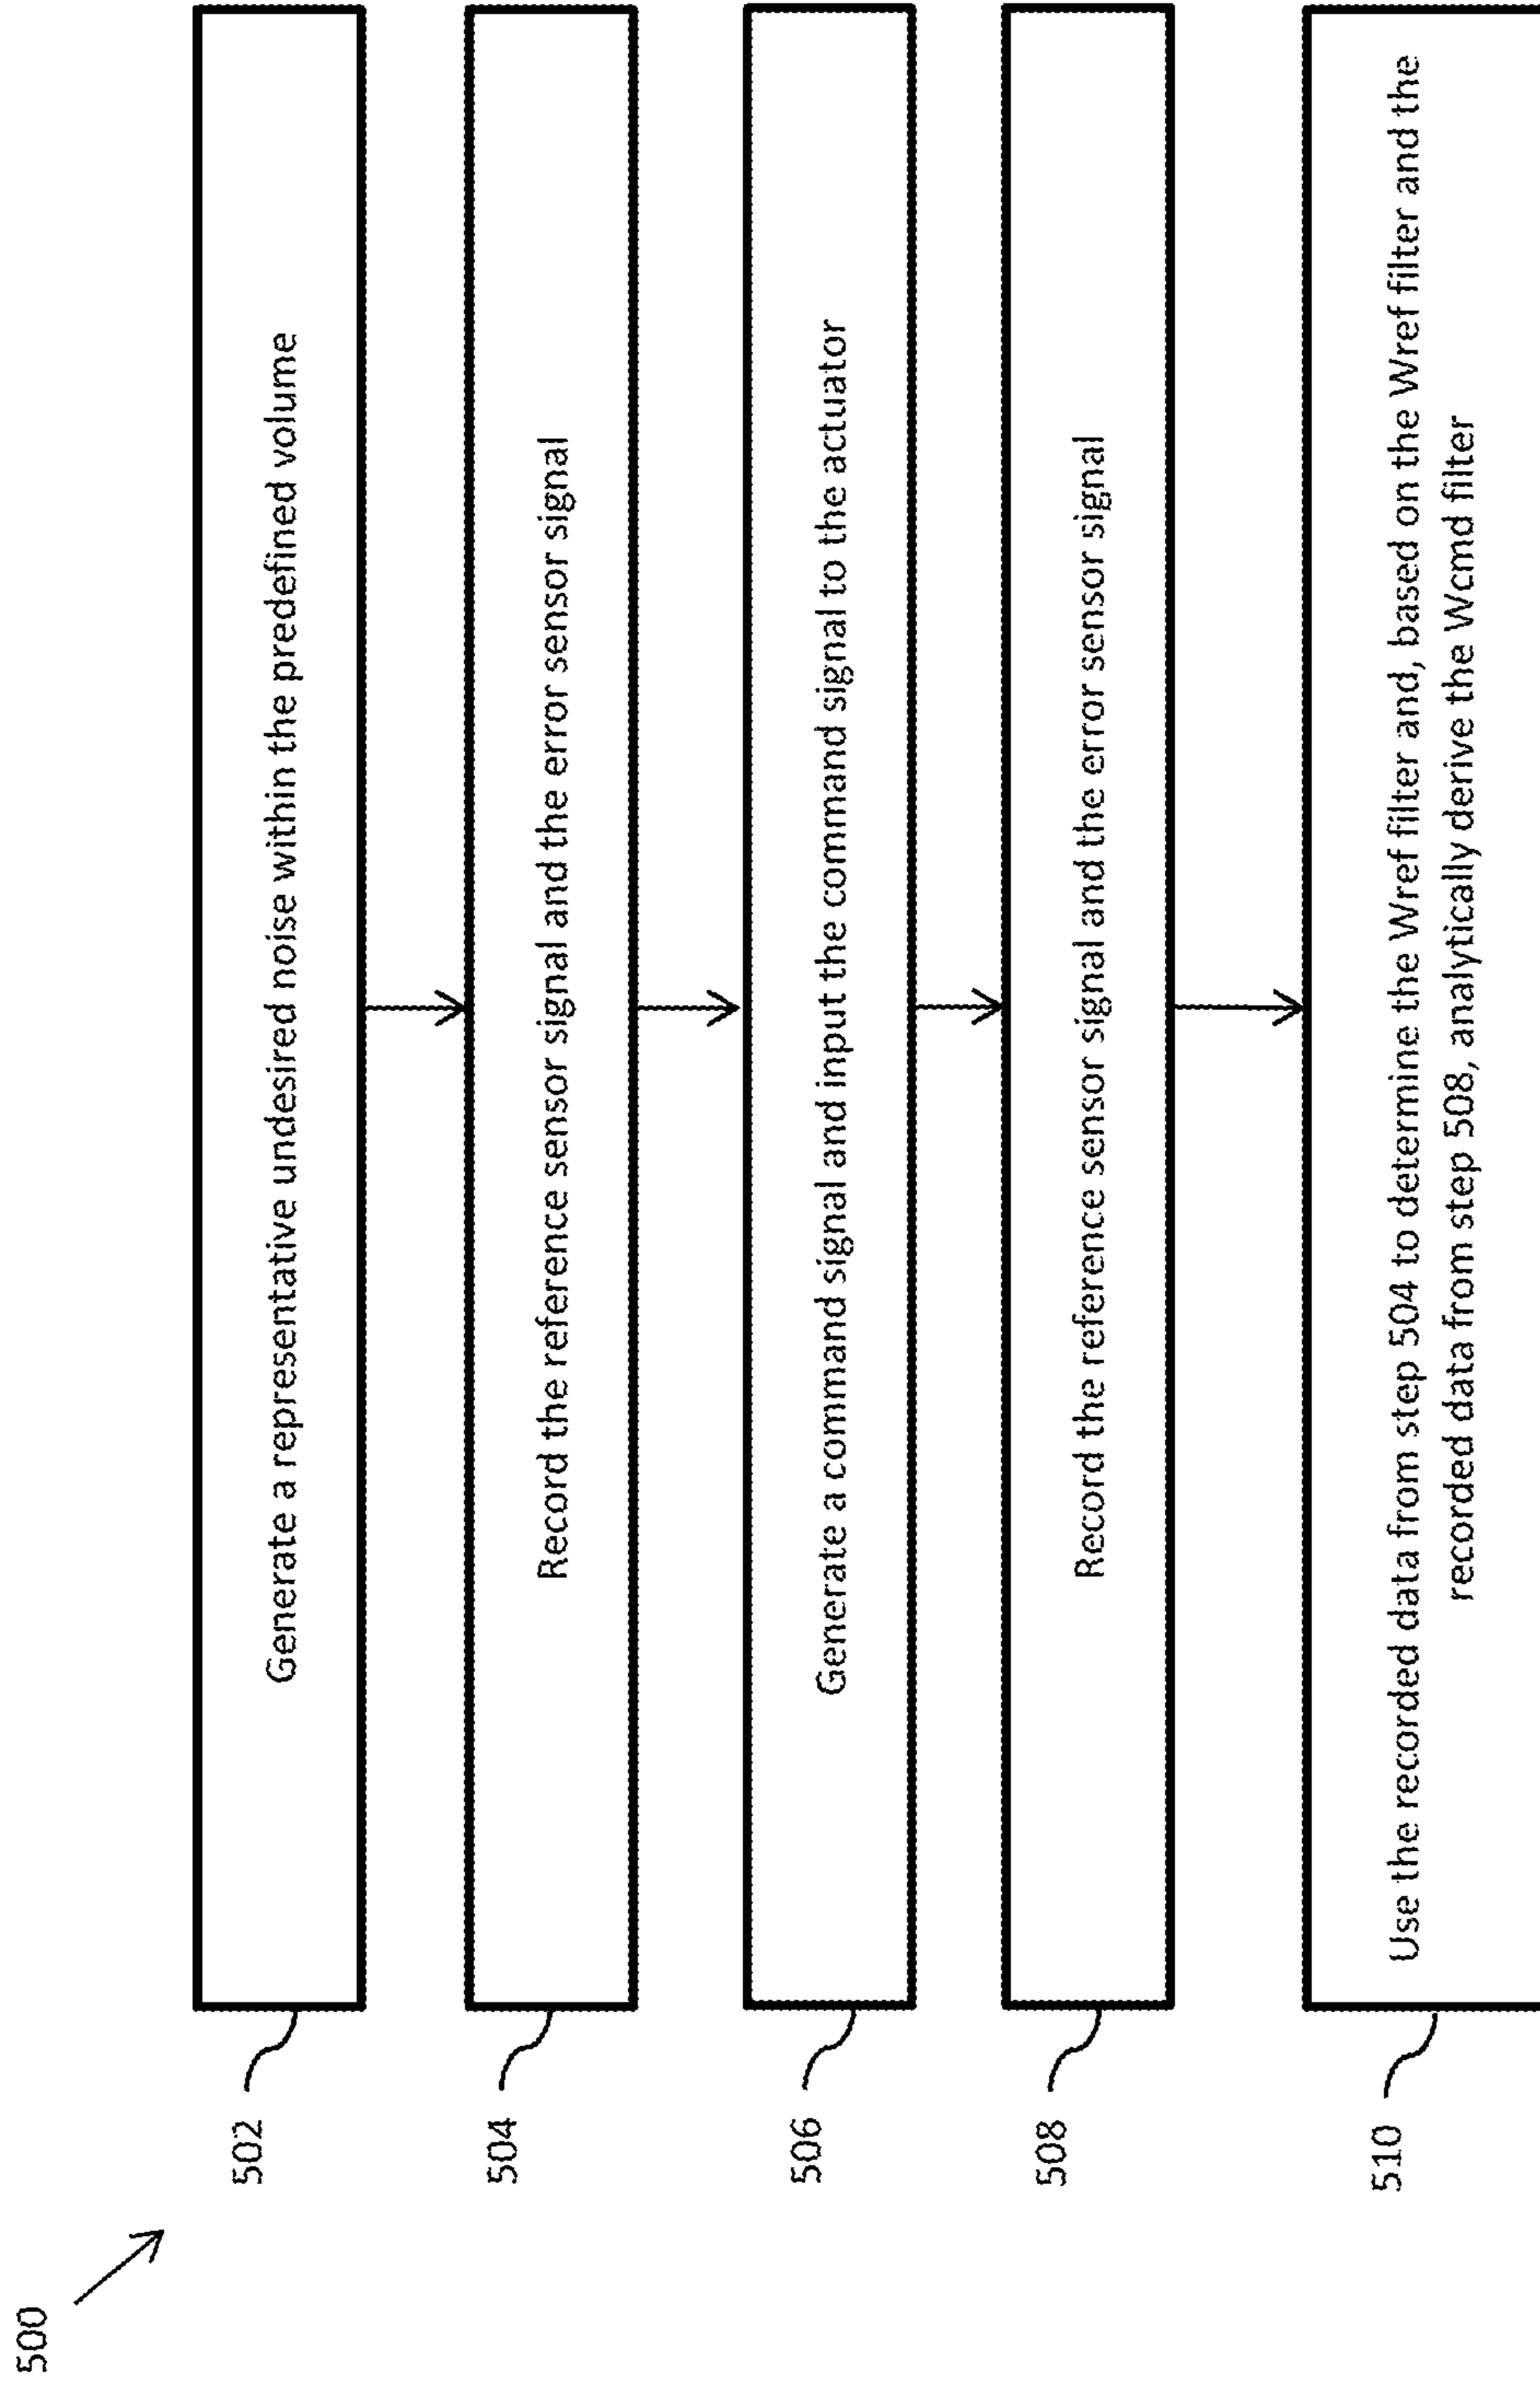 500
502
Generate a representative undesired noise within the predefined volume
504
Record the reference sensor signal and the error sensor signal
506
Generate a command signal and input the command signal to the actuator
508
Record the reference sensor signal and the error sensor signal
510
Use the recorded data from step 504 to determine the Wref filter and, based on the Wref filter and the
recorded data from step 508, analytically derive the Wcmd filter